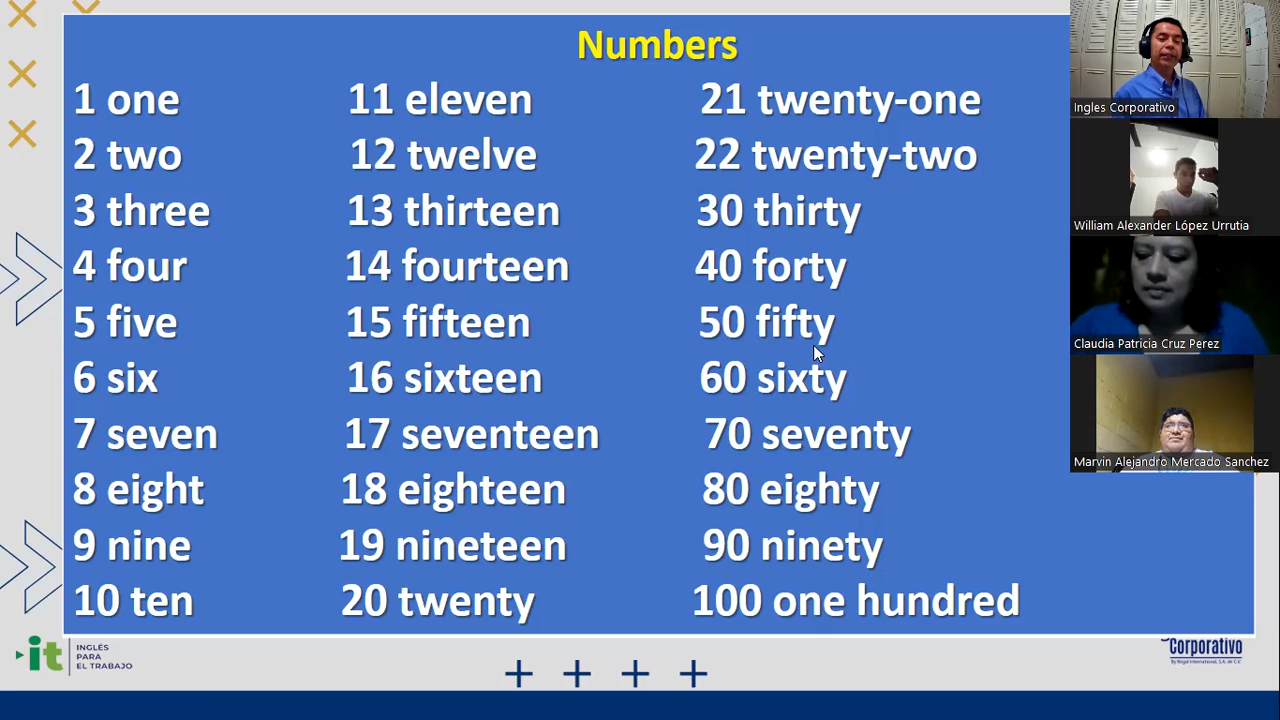 Numbers
1 one
2 two
3 three
4 four
5 five
6 six
7 seven
8 eight
9 nine
10 ten
11 eleven
12 twelve
13 thirteen
14 fourteen
15 fifteen
16 sixteen
17 seventeen
18 eighteen
19 nineteen
20 twenty
21 twenty-one
22 twenty-two
30 thirty
40 forty
50 fifty
60 sixty
70 seventy
80 eighty
90 ninety
100 one hundred
Ingles Corporativo
William Alexander López Urrutia
Claudia Patricia Cruz Perez
Marvin Alejandro Mercado Sanchez
it
INGLÉS
PARA
EL TRABAJO
Corporativo
By Negal International, S.A. de C.V.